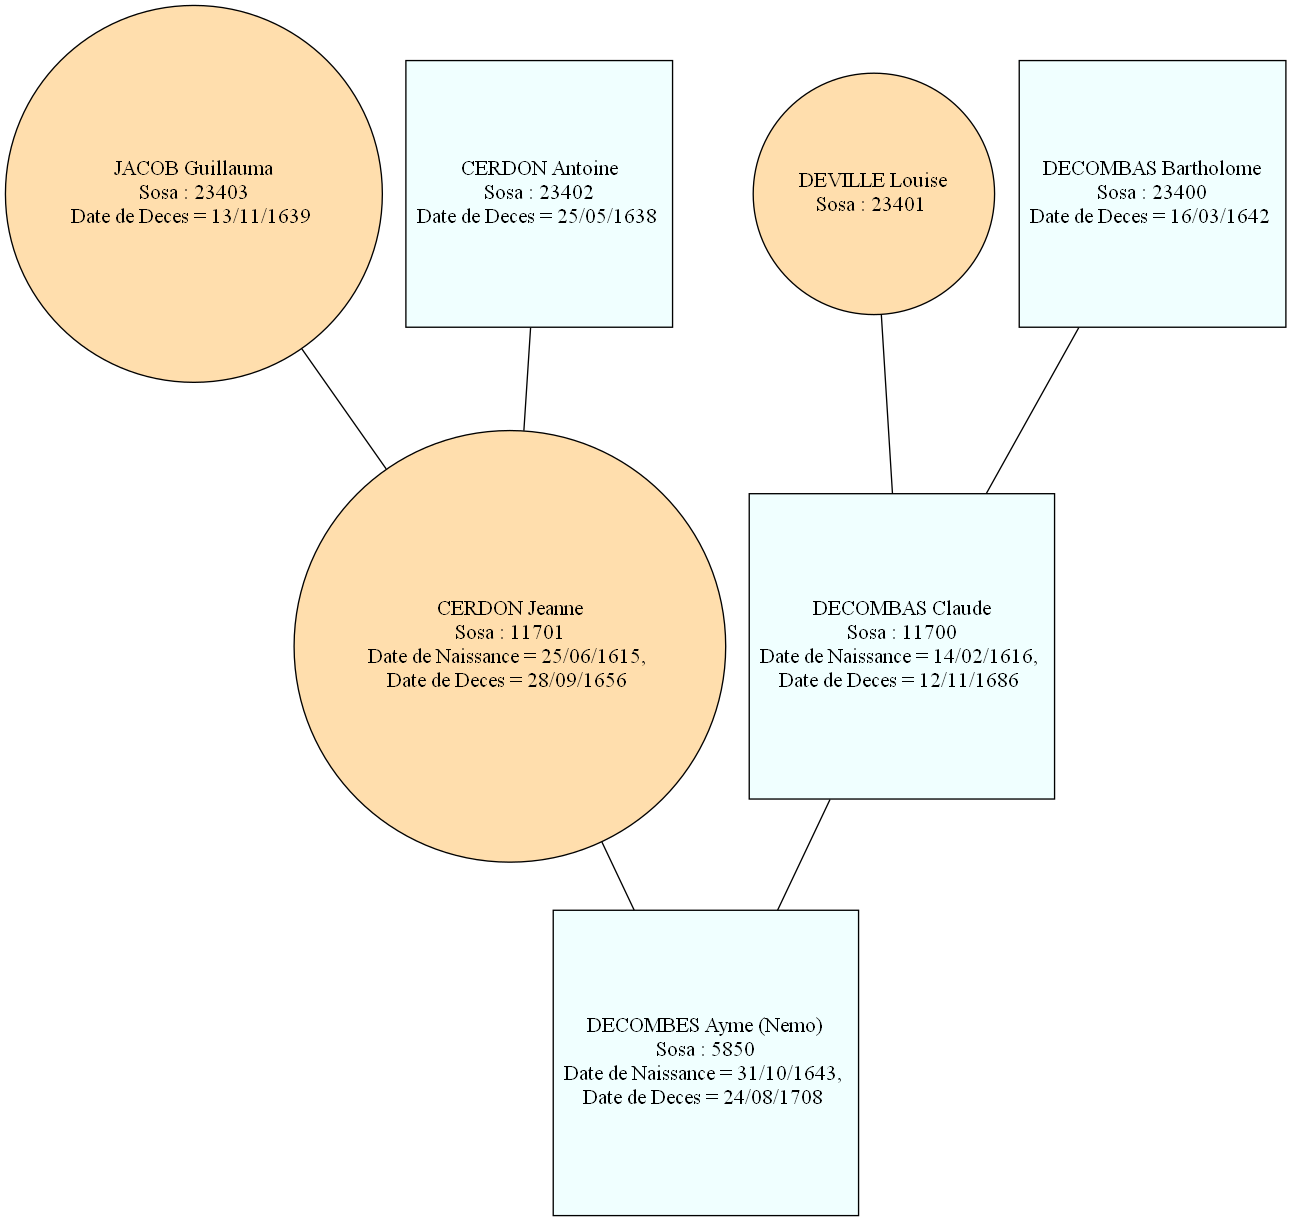 JACOB Guillauma
Sosa : 23403
Date de Deces = 13/11/1639
CERDON Antoine
Sosa : 23402
Date de Deces = 25/05/1638
DEVILLE Louise
Sosa : 23401
DECOMBAS Bartholome
Sosa : 23400
Date de Deces = 16/03/1642
CERDON Jeanne
Sosa : 11701
Date de Naissance = 25/06/1615,
Date de Deces = 28/09/1656
DECOMBAS Claude
Sosa : 11700
Date de Naissance = 14/02/1616,
Date de Deces = 12/11/1686
DECOMBES Ayme (Nemo)
Sosa : 5850
Date de Naissance = 31/10/1643,
Date de Deces = 24/08/1708